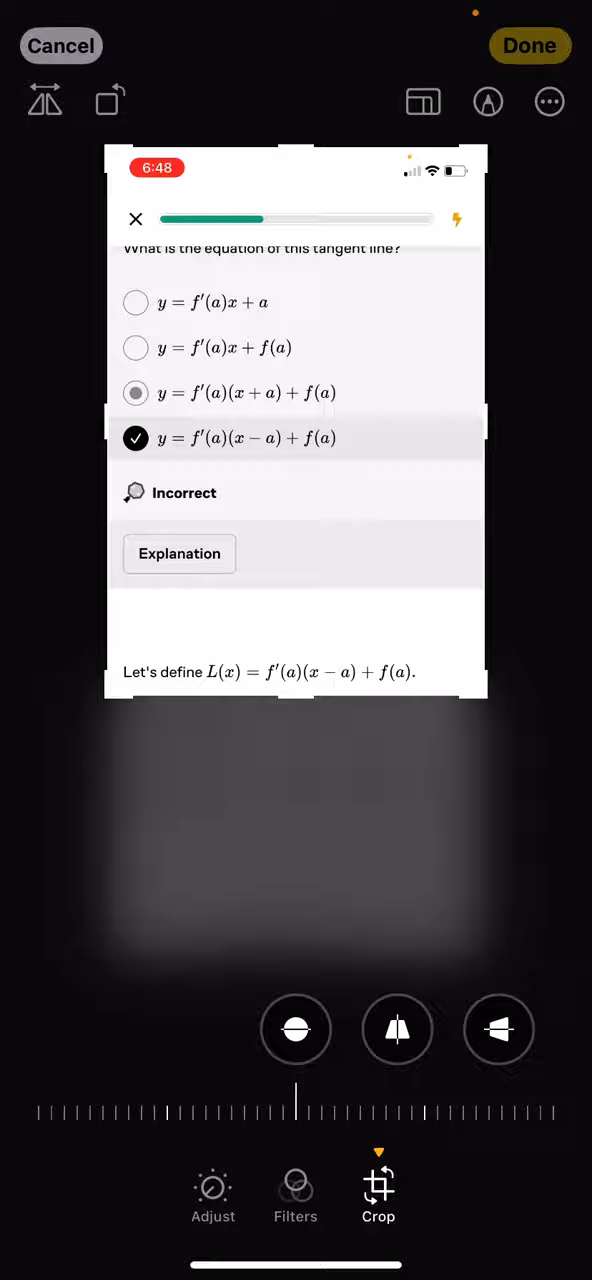 Cancel
Done
6:48
What is the equation of this tangent line?
y = f′(a)x + a
y = f′(a)x + f(a)
y = f′(a)(x + a) + f(a)
y = f′(a)(x − a) + f(a)
Incorrect
Explanation
Let's define L(x) = f′(a)(x − a) + f(a).
Adjust
Filters
Crop